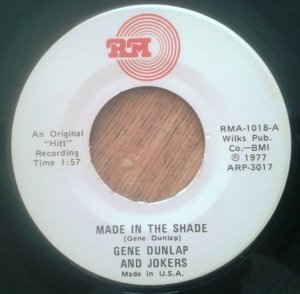 RM
An Original
"Hitt"
Recording
Time 1:57
RMA-1018-A
Wilks Pub.
Co.—BMI
℗ 1977
ARP-3017
MADE IN THE SHADE
(Gene Dunlap)
GENE DUNLAP
AND JOKERS
Made in U.S.A.